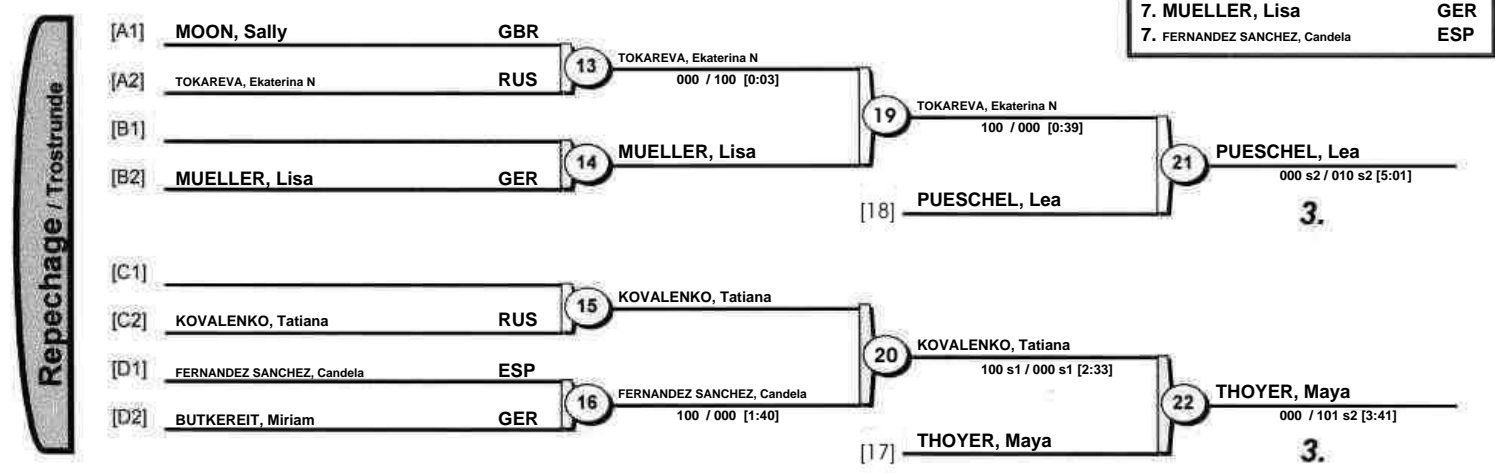 7. MUELLER, Lisa GER
7. FERNANDEZ SANCHEZ, Candela ESP
Repechage / Trostrunde
[A1] MOON, Sally GBR
[A2] TOKAREVA, Ekaterina N RUS
13
TOKAREVA, Ekaterina N
000 / 100 [0:03]
[B1]
[B2] MUELLER, Lisa GER
14
MUELLER, Lisa
19
TOKAREVA, Ekaterina N
100 / 000 [0:39]
[18] PUESCHEL, Lea
21
PUESCHEL, Lea
000 s2 / 010 s2 [5:01]
3.
[C1]
[C2] KOVALENKO, Tatiana RUS
15
KOVALENKO, Tatiana
[D1] FERNANDEZ SANCHEZ, Candela ESP
[D2] BUTKEREIT, Miriam GER
16
FERNANDEZ SANCHEZ, Candela
100 / 000 [1:40]
20
KOVALENKO, Tatiana
100 s1 / 000 s1 [2:33]
[17] THOYER, Maya
22
THOYER, Maya
000 / 101 s2 [3:41]
3.